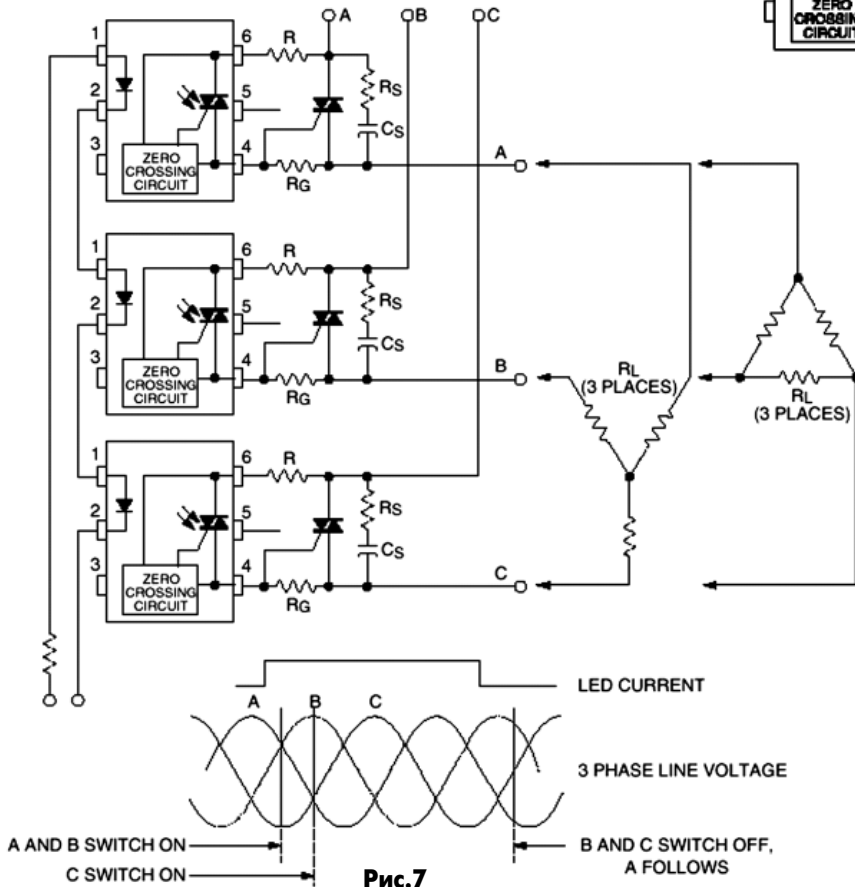 A
B
C
ZERO
CROSSING
CIRCUIT
1
2
3
6
5
4
R
RS
CS
RG
ZERO
CROSSING
CIRCUIT
A
1
2
3
6
5
4
R
RS
CS
RG
ZERO
CROSSING
CIRCUIT
B
RL
(3 PLACES)
RL
(3 PLACES)
1
2
3
6
5
4
R
RS
CS
RG
ZERO
CROSSING
CIRCUIT
C
LED CURRENT
A B C
3 PHASE LINE VOLTAGE
A AND B SWITCH ON
C SWITCH ON
B AND C SWITCH OFF,
A FOLLOWS
Рис.7